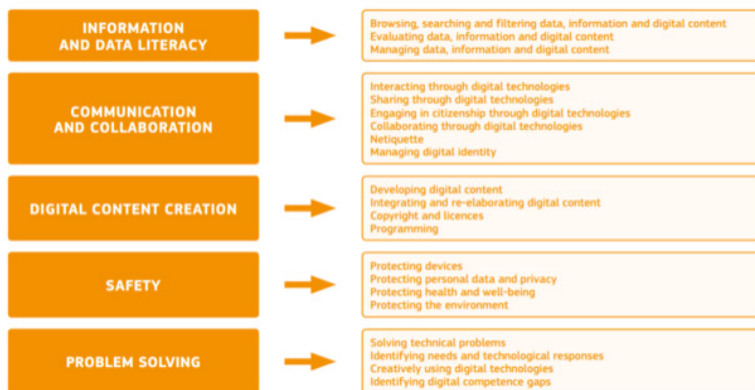 INFORMATION
AND DATA LITERACY
Browsing, searching and filtering data, information and digital content
Evaluating data, information and digital content
Managing data, information and digital content
COMMUNICATION
AND COLLABORATION
Interacting through digital technologies
Sharing through digital technologies
Engaging in citizenship through digital technologies
Collaborating through digital technologies
Netiquette
Managing digital identity
DIGITAL CONTENT CREATION
Developing digital content
Integrating and re-elaborating digital content
Copyright and licences
Programming
SAFETY
Protecting devices
Protecting personal data and privacy
Protecting health and well-being
Protecting the environment
PROBLEM SOLVING
Solving technical problems
Identifying needs and technological responses
Creatively using digital technologies
Identifying digital competence gaps